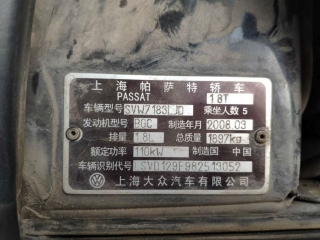 上海帕萨特轿车
PASSAT 1.8T
车辆型号 SVW7183LJD 乘坐人数 5
发动机型号 BGC 制造年月 2008.03
排量 1.8L 总质量 1897kg
额定功率 110kW 制造国 中国
车辆识别代号
上海大众汽车有限公司